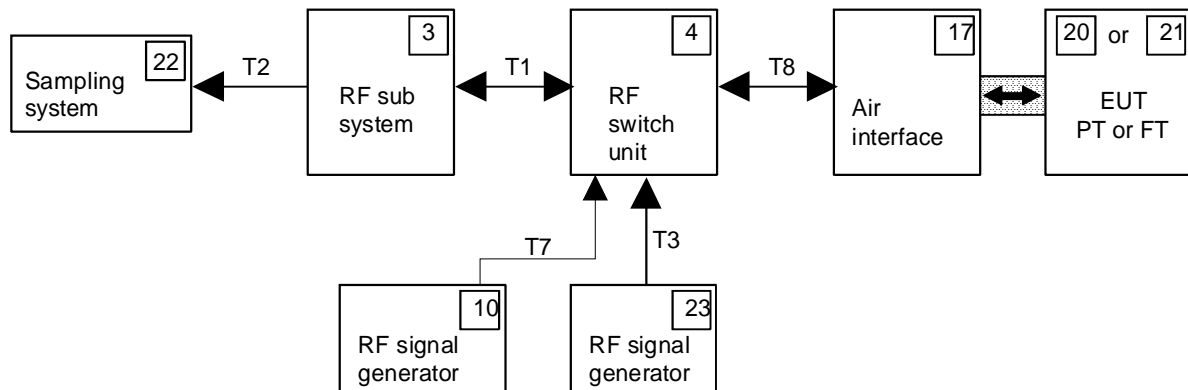 22
Sampling
system
T2
3
RF sub
system
T1
4
RF
switch
unit
T8
17
Air
interface
20 or 21
EUT
PT or FT
T7
T3
10
RF signal
generator
23
RF signal
generator